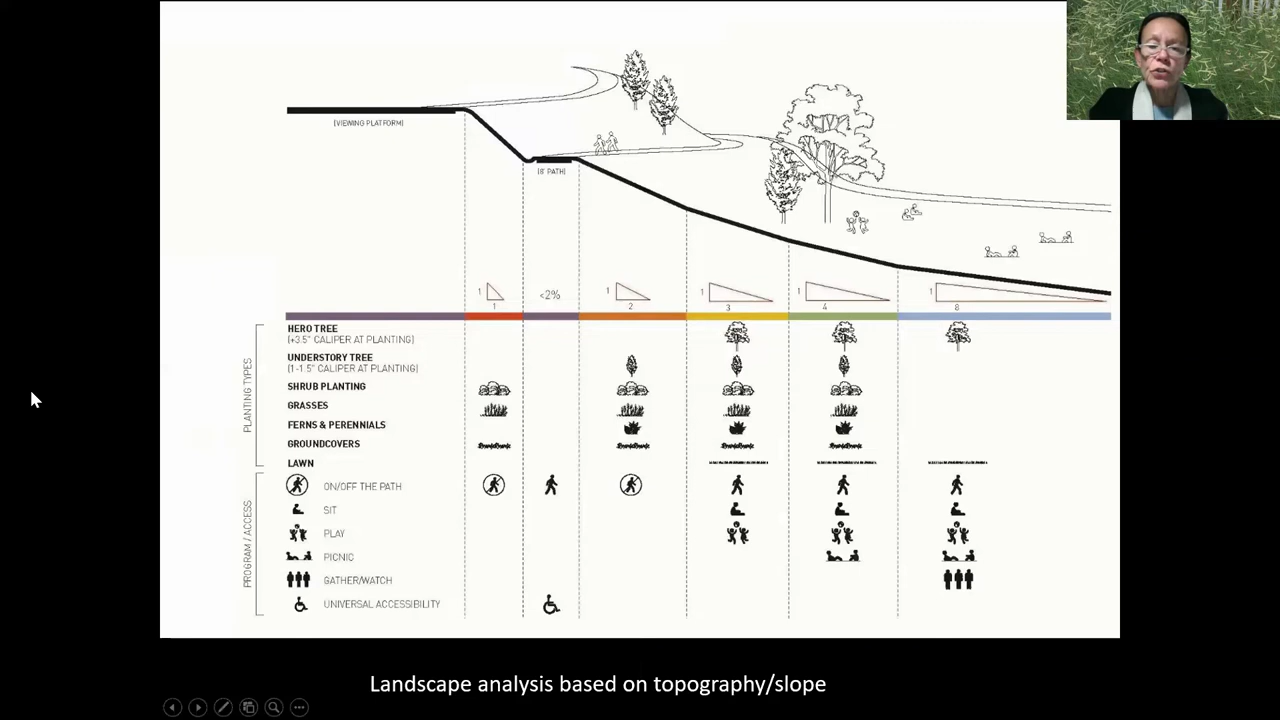 [VIEWING PLATFORM]
[8' PATH]
1
1
<2%
1
2
1
3
1
4
1
8
PLANTING TYPES
HERO TREE
(+3.5" CALIPER AT PLANTING)
UNDERSTORY TREE
(1-1.5" CALIPER AT PLANTING)
SHRUB PLANTING
GRASSES
FERNS & PERENNIALS
GROUNDCOVERS
LAWN
PROGRAM / ACCESS
ON/OFF THE PATH
SIT
PLAY
PICNIC
GATHER/WATCH
UNIVERSAL ACCESSIBILITY
Landscape analysis based on topography/slope